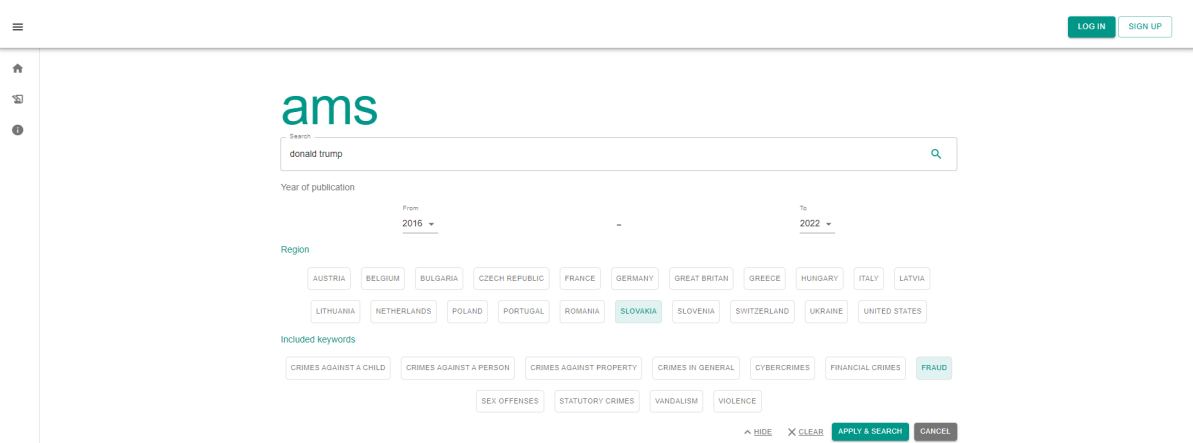 LOG IN SIGN UP
ams
Search
donald trump
Year of publication
From To
2016 – 2022
Region
AUSTRIA BELGIUM BULGARIA CZECH REPUBLIC FRANCE GERMANY GREAT BRITAN GREECE HUNGARY ITALY LATVIA
LITHUANIA NETHERLANDS POLAND PORTUGAL ROMANIA SLOVAKIA SLOVENIA SWITZERLAND UKRAINE UNITED STATES
Included keywords
CRIMES AGAINST A CHILD CRIMES AGAINST A PERSON CRIMES AGAINST PROPERTY CRIMES IN GENERAL CYBERCRIMES FINANCIAL CRIMES FRAUD
SEX OFFENSES STATUTORY CRIMES VANDALISM VIOLENCE
HIDE CLEAR APPLY & SEARCH CANCEL